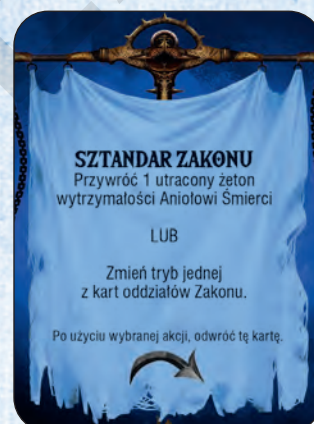 SZTANDAR ZAKONU
Przywróć 1 utracony żeton
wytrzymałości Aniołowi Śmierci
LUB
Zmień tryb jednej
z kart oddziałów Zakonu.
Po użyciu wybranej akcji, odwróć tę kartę.